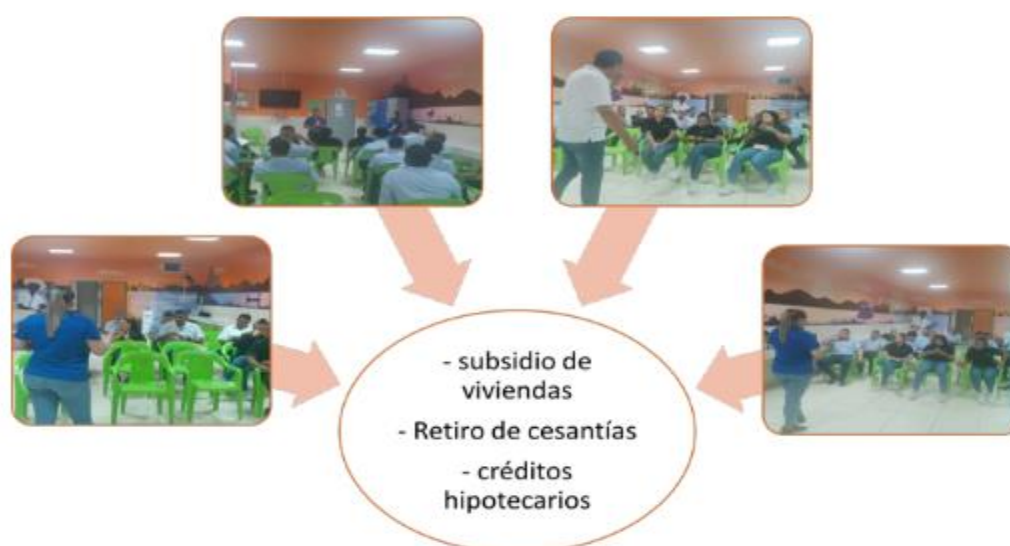 - subsidio de
viviendas
- Retiro de cesantías
- créditos
hipotecarios